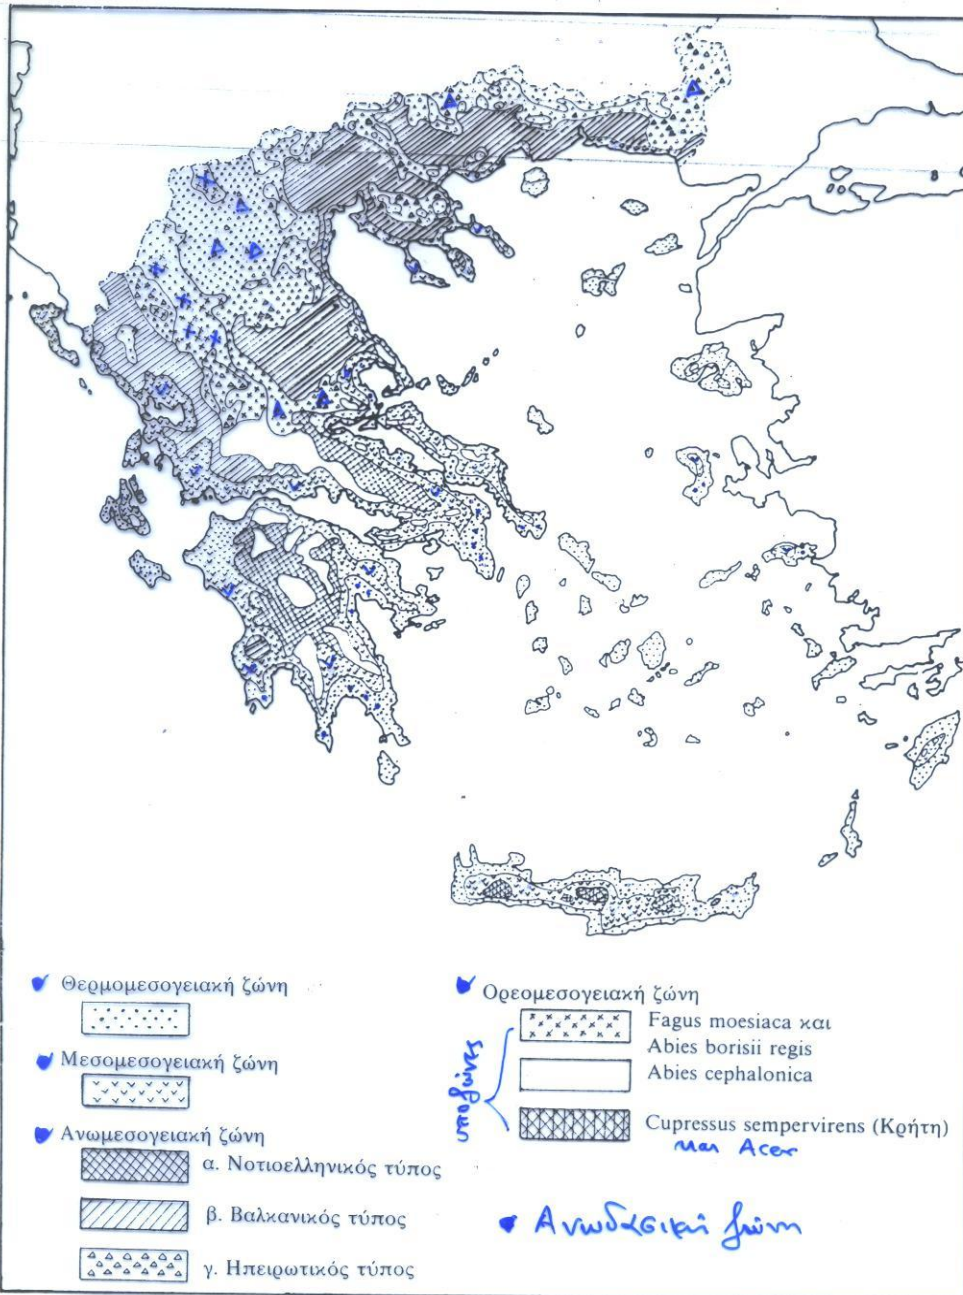 Θερμομεσογειακή ζώνη
Μεσομεσογειακή ζώνη
Ανωμεσογειακή ζώνη
α. Νοτιοελληνικός τύπος
β. Βαλκανικός τύπος
γ. Ηπειρωτικός τύπος
Ορεομεσογειακή ζώνη
υποζώνες
Fagus moesiaca και
Abies borisii regis
Abies cephalonica
Cupressus sempervirens (Κρήτη)
και Acer
Ανωδασική ζώνη